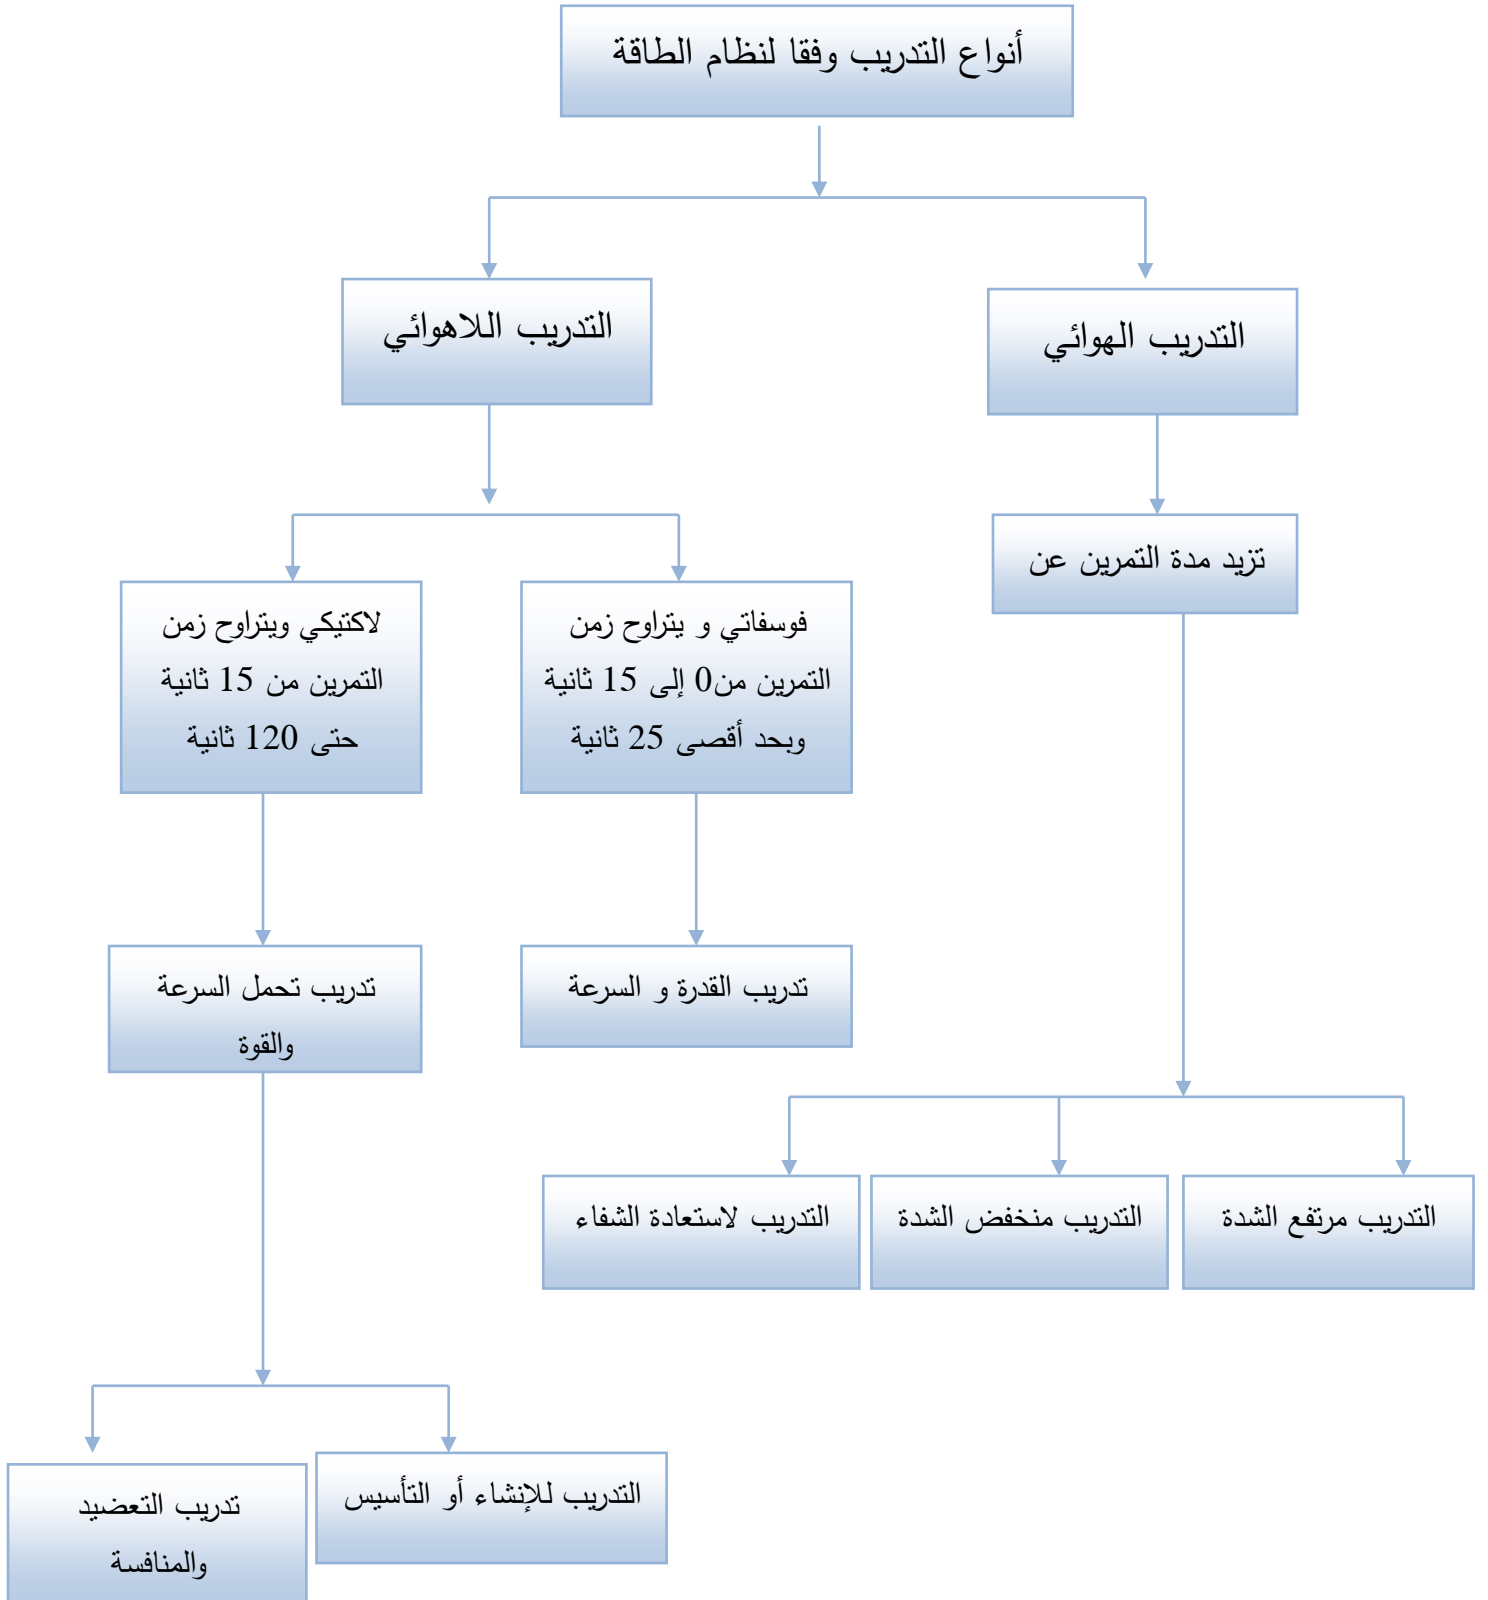 أنواع التدريب وفقا لنظام الطاقة
التدريب الهوائي
التدريب اللاهوائي
تزيد مدة التمرين عن
فوسفاتي و يتراوح زمن
التمرين من0 إلى 15 ثانية
وبحد أقصى 25 ثانية
لاكتيكي ويتراوح زمن
التمرين من 15 ثانية
حتى 120 ثانية
تدريب القدرة و السرعة
تدريب تحمل السرعة
والقوة
التدريب مرتفع الشدة
التدريب منخفض الشدة
التدريب لاستعادة الشفاء
التدريب للإنشاء أو التأسيس
تدريب التعضيد
والمنافسة